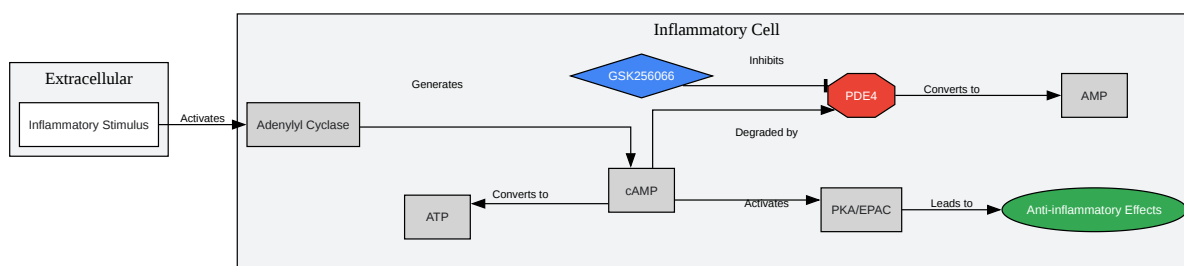 Inflammatory Cell
Extracellular
Inflammatory Stimulus
Activates
Adenylyl Cyclase
Generates
GSK256066
Inhibits
PDE4
Converts to
AMP
Degraded by
cAMP
Converts to
ATP
Activates
PKA/EPAC
Leads to
Anti-inflammatory Effects